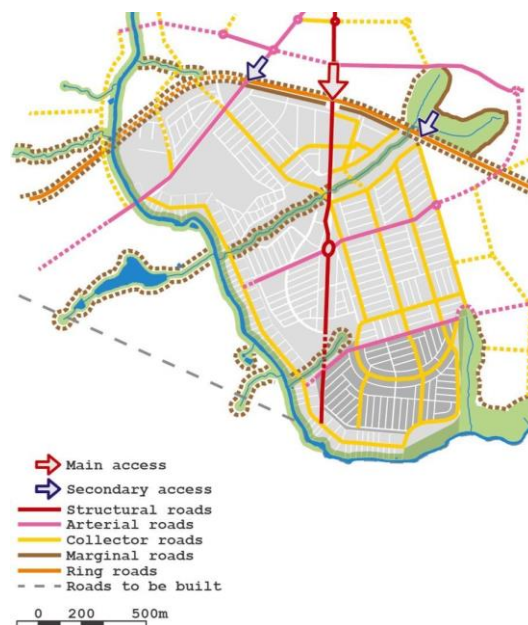 Main access
Secondary access
Structural roads
Arterial roads
Collector roads
Marginal roads
Ring roads
Roads to be built
0 200 500m